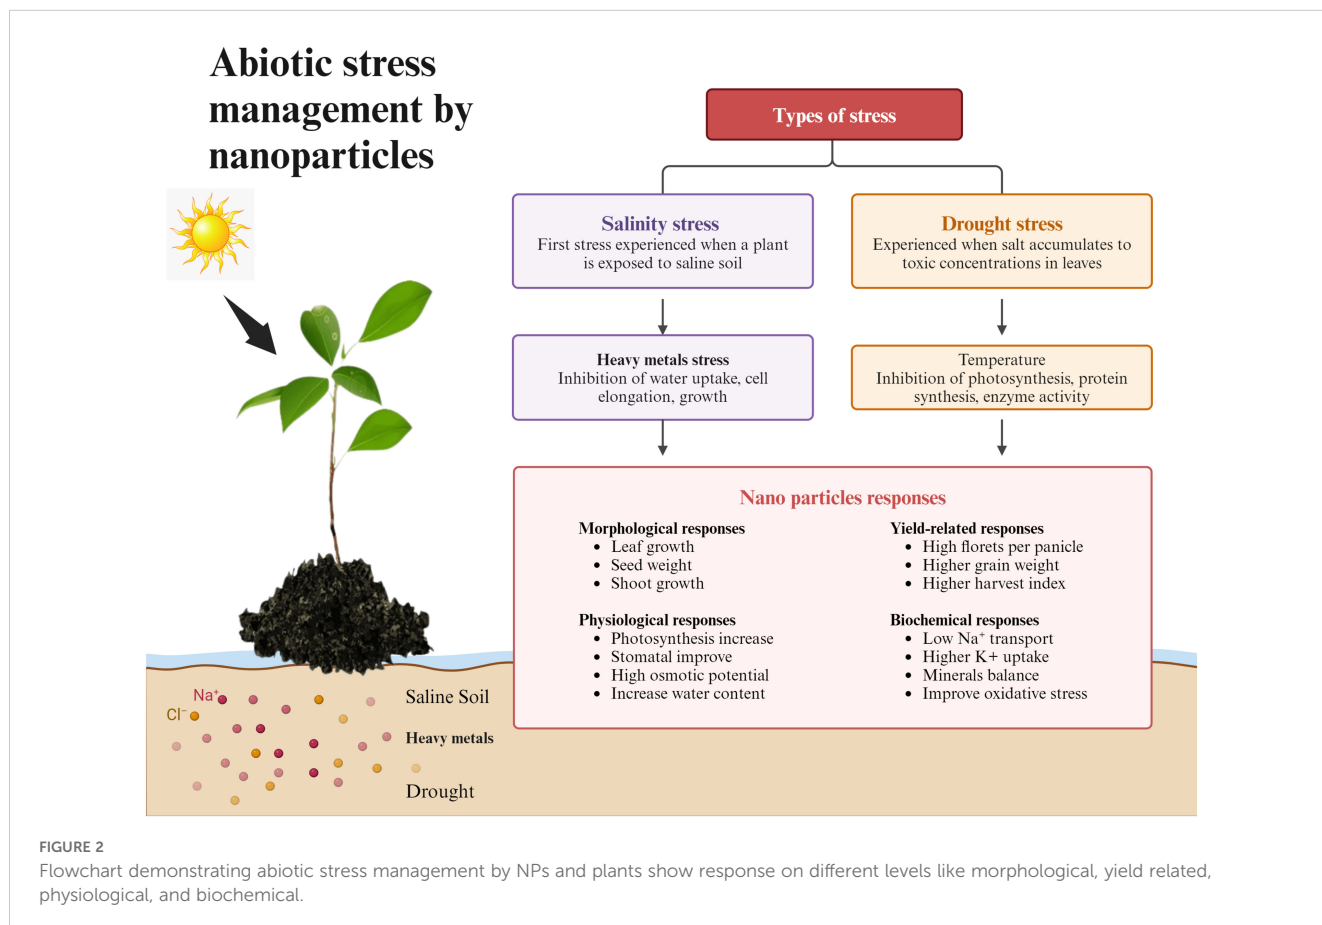 Abiotic stress
management by
nanoparticles
Types of stress
Salinity stress
First stress experienced when a plant
is exposed to saline soil
Drought stress
Experienced when salt accumulates to
toxic concentrations in leaves
Heavy metals stress
Inhibition of water uptake, cell
elongation, growth
Temperature
Inhibition of photosynthesis, protein
synthesis, enzyme activity
Nano particles responses
Morphological responses
• Leaf growth
• Seed weight
• Shoot growth
Yield-related responses
• High florets per panicle
• Higher grain weight
• Higher harvest index
Physiological responses
• Photosynthesis increase
• Stomatal improve
• High osmotic potential
• Increase water content
Biochemical responses
• Low Na⁺ transport
• Higher K+ uptake
• Minerals balance
• Improve oxidative stress
Na⁺
Cl⁻
Saline Soil
Heavy metals
Drought
FIGURE 2
Flowchart demonstrating abiotic stress management by NPs and plants show response on different levels like morphological, yield related,
physiological, and biochemical.